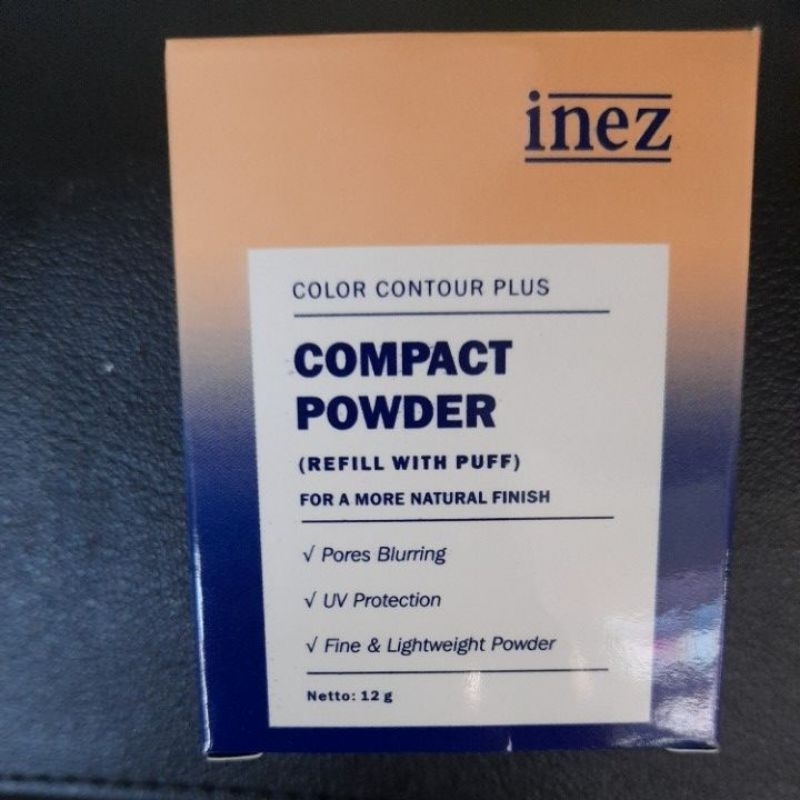 inez
COLOR CONTOUR PLUS
COMPACT
POWDER
(REFILL WITH PUFF)
FOR A MORE NATURAL FINISH
√ Pores Blurring
√ UV Protection
√ Fine & Lightweight Powder
Netto: 12 g